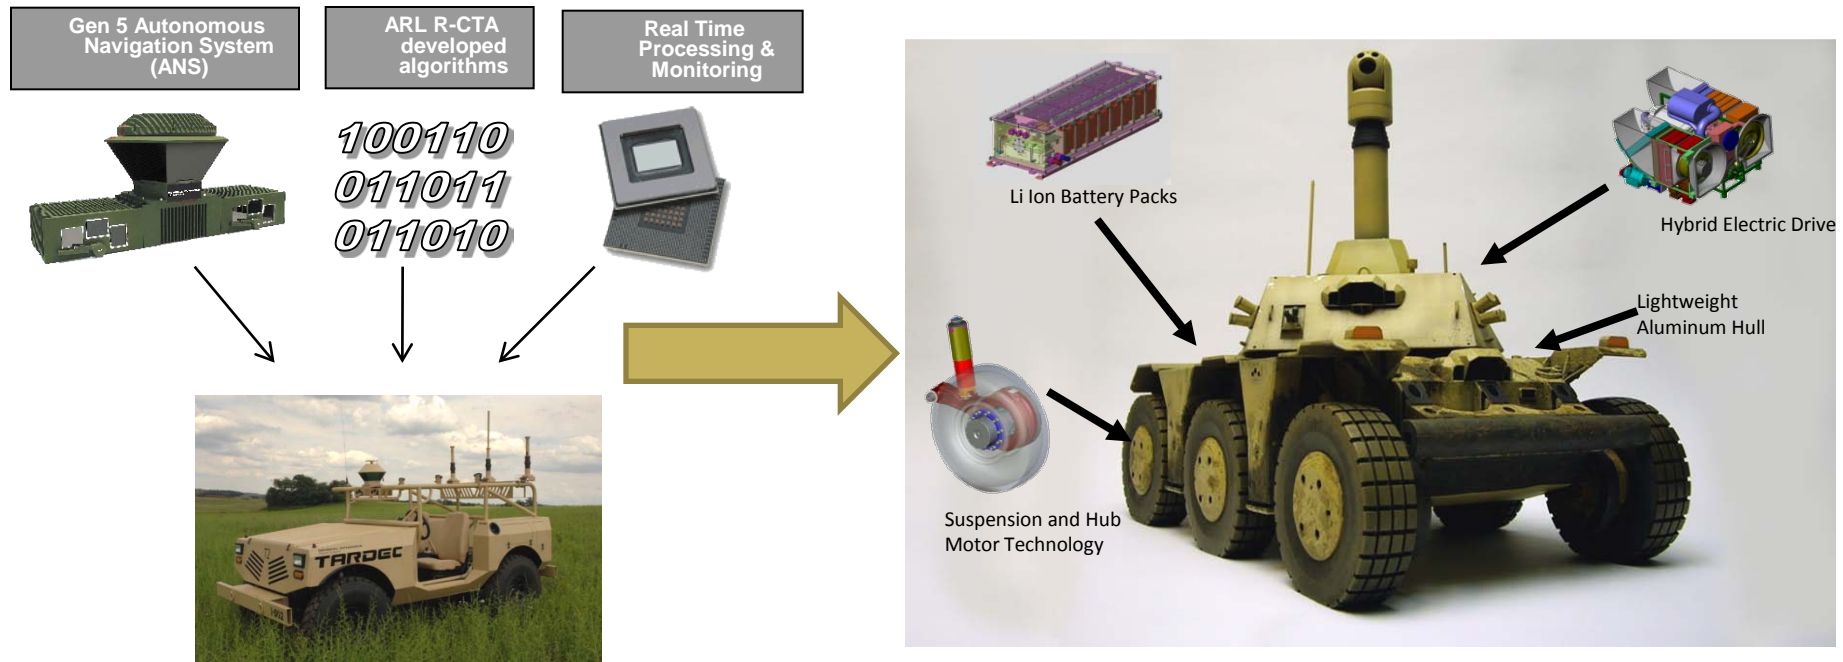 Gen 5 Autonomous
Navigation System
(ANS)
ARL R-CTA
developed
algorithms
Real Time
Processing &
Monitoring
100110
011011
011010
TARDEC
Li Ion Battery Packs
Hybrid Electric Drive
Lightweight
Aluminum Hull
Suspension and Hub
Motor Technology